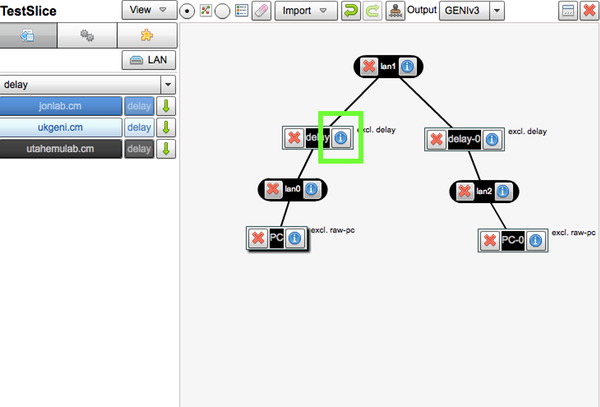 TestSlice
View
Import
Output
GENIv3
LAN
delay
jonlab.cm delay
ukgeni.cm delay
utahemulab.cm delay
lan1
delay
excl. delay
delay-0
excl. delay
lan0
lan2
PC
excl. raw-pc
PC-0
excl. raw-pc